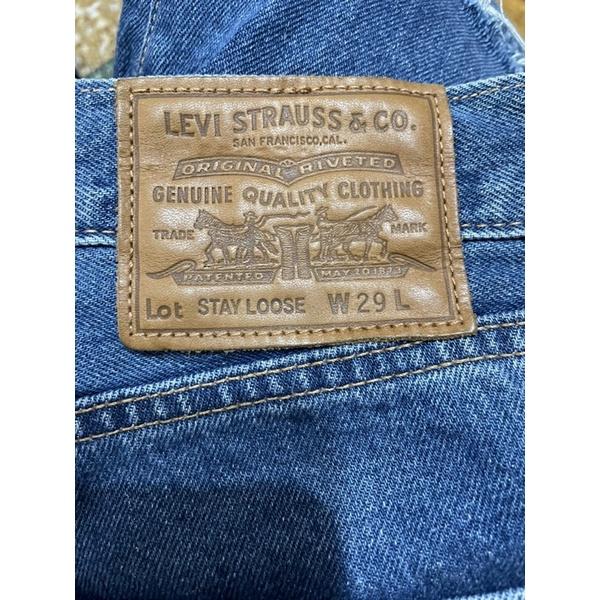 LEVI STRAUSS & CO.
SAN FRANCISCO, CAL.
ORIGINAL RIVETED
GENUINE QUALITY CLOTHING
TRADE MARK
PATENTED MAY 20 1873
Lot STAY LOOSE W 29 L